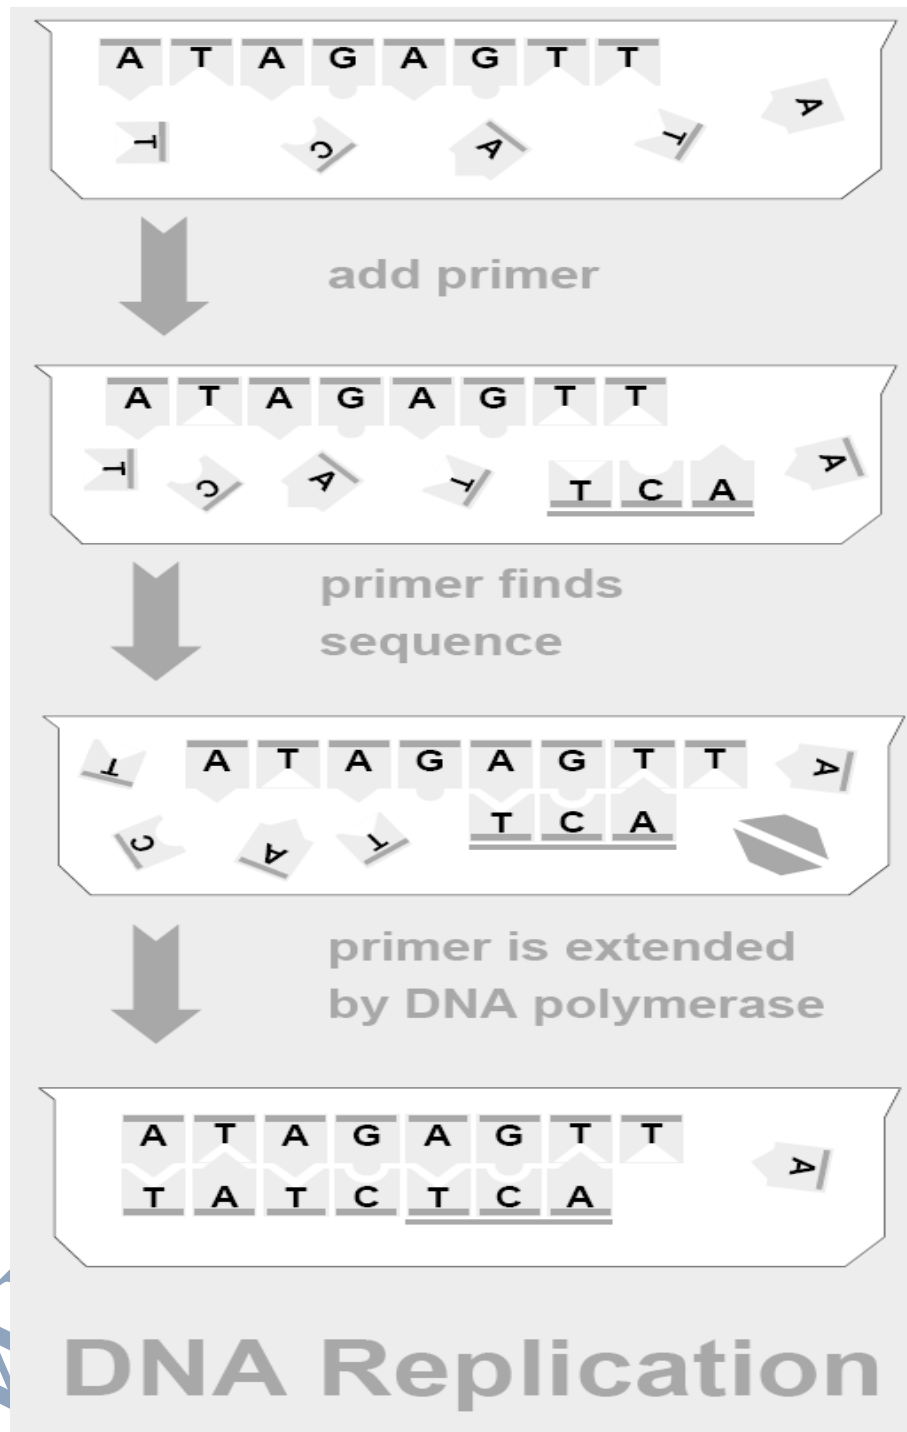 A T A G A G T T
T C A T A
add primer
A T A G A G T T
T C A T T C A A
primer finds
sequence
T A T A G A G T T A
C A T T C A
primer is extended
by DNA polymerase
A T A G A G T T
T A T C T C A A
DNA Replication